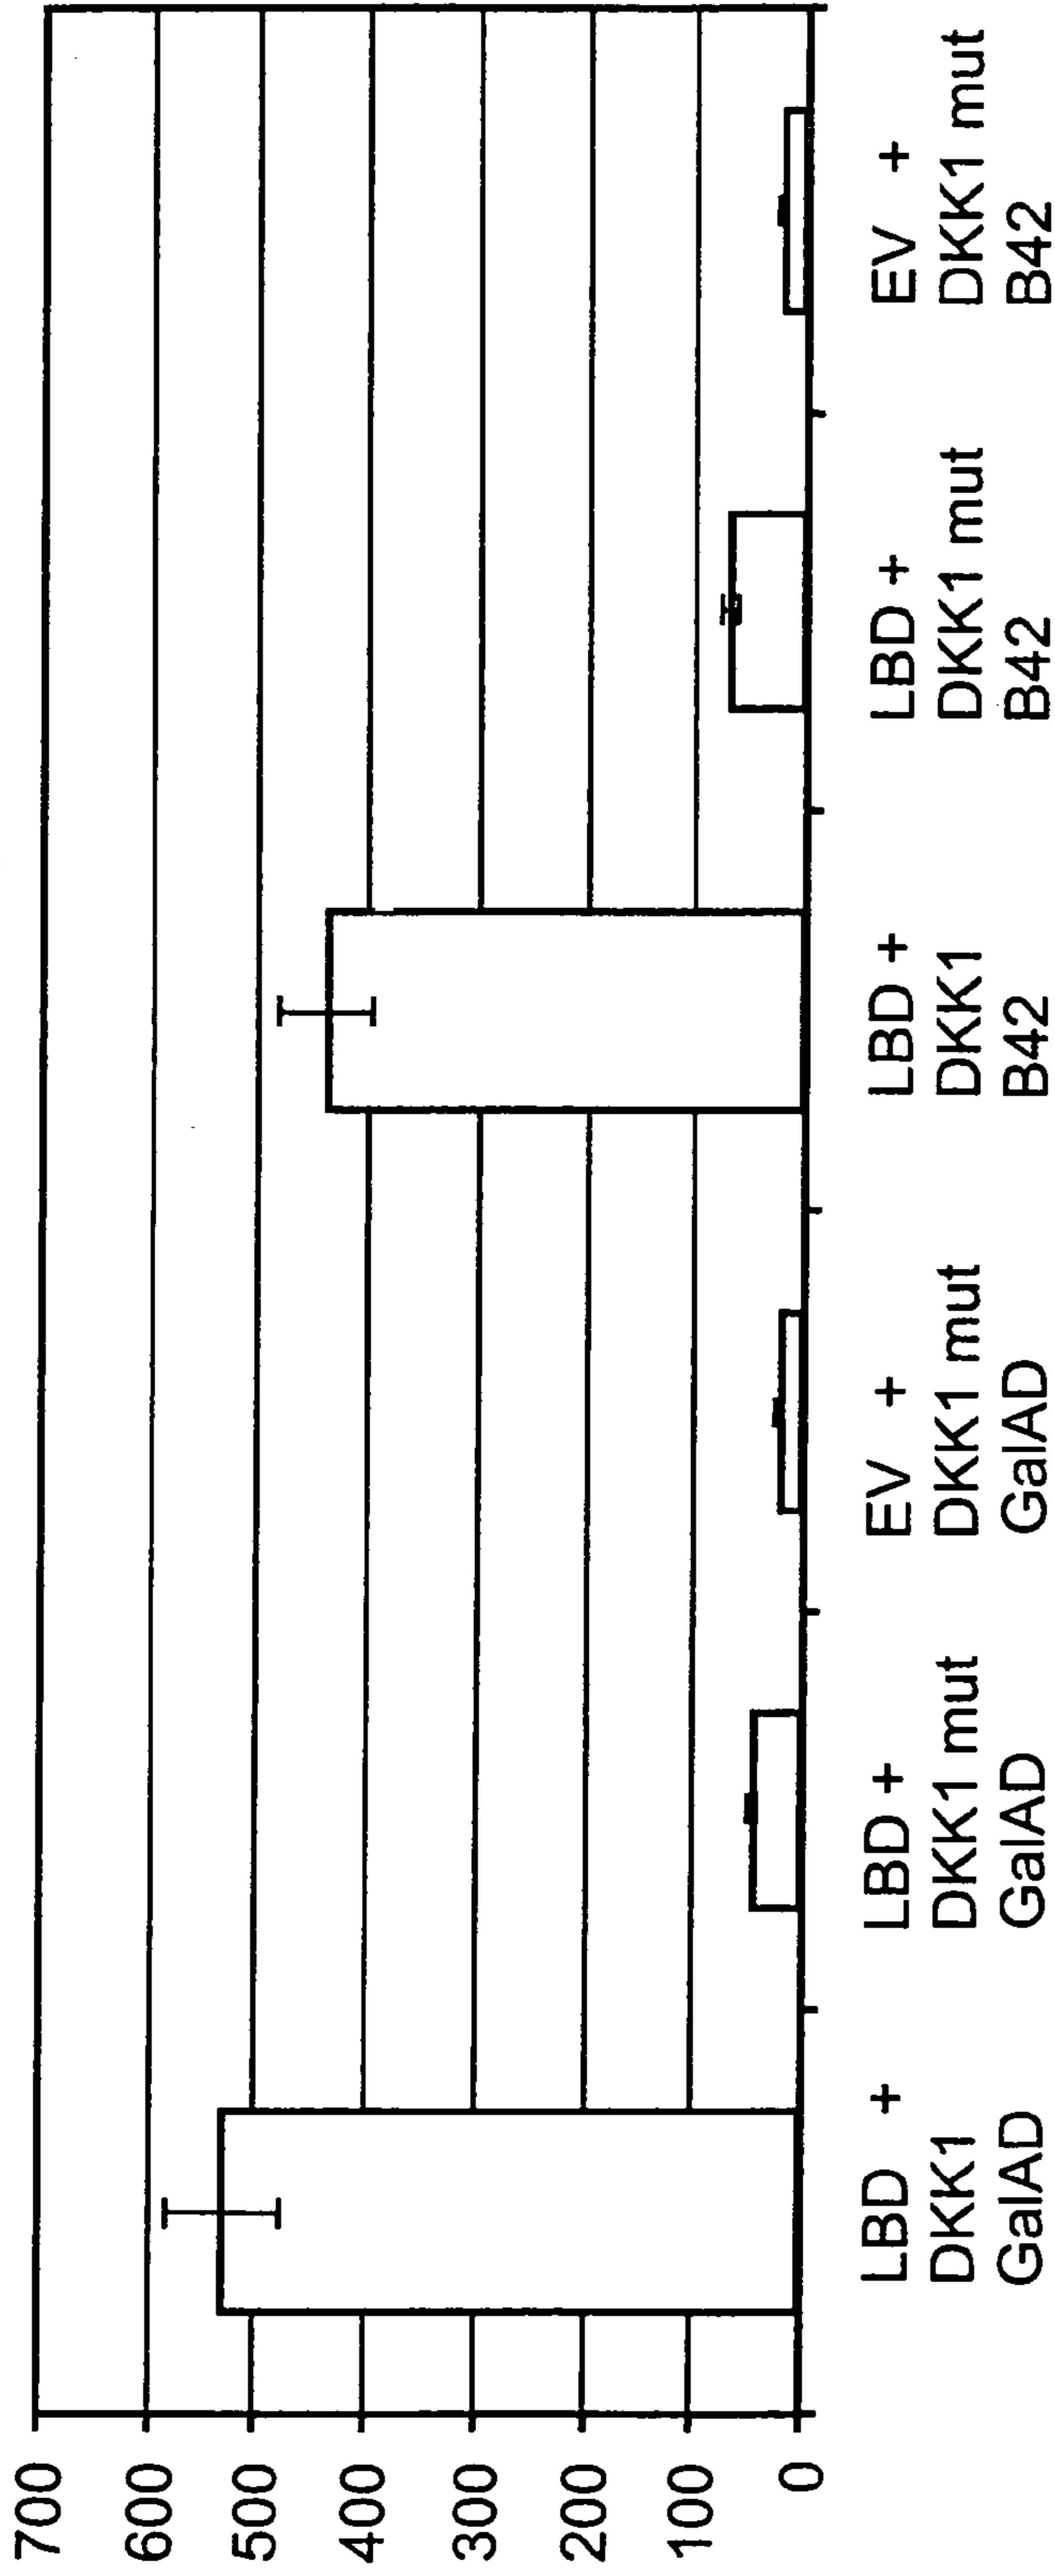 700
600
500
400
300
200
100
0
LBD +
DKK1
GalAD
LBD +
DKK1 mut
GalAD
EV +
DKK1 mut
GalAD
LBD +
DKK1
B42
LBD +
DKK1 mut
B42
EV +
DKK1 mut
B42